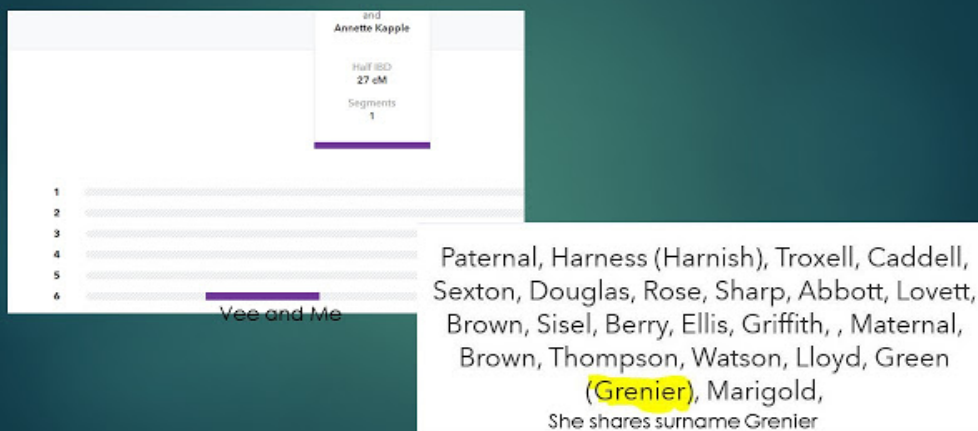 and
Annette Kapple
Half IBD
27 cM
Segments
1
1
2
3
4
5
6
Vee and Me
Paternal, Harness (Harnish), Troxell, Caddell,
Sexton, Douglas, Rose, Sharp, Abbott, Lovett,
Brown, Sisel, Berry, Ellis, Griffith, , Maternal,
Brown, Thompson, Watson, Lloyd, Green
(Grenier), Marigold,
She shares surname Grenier